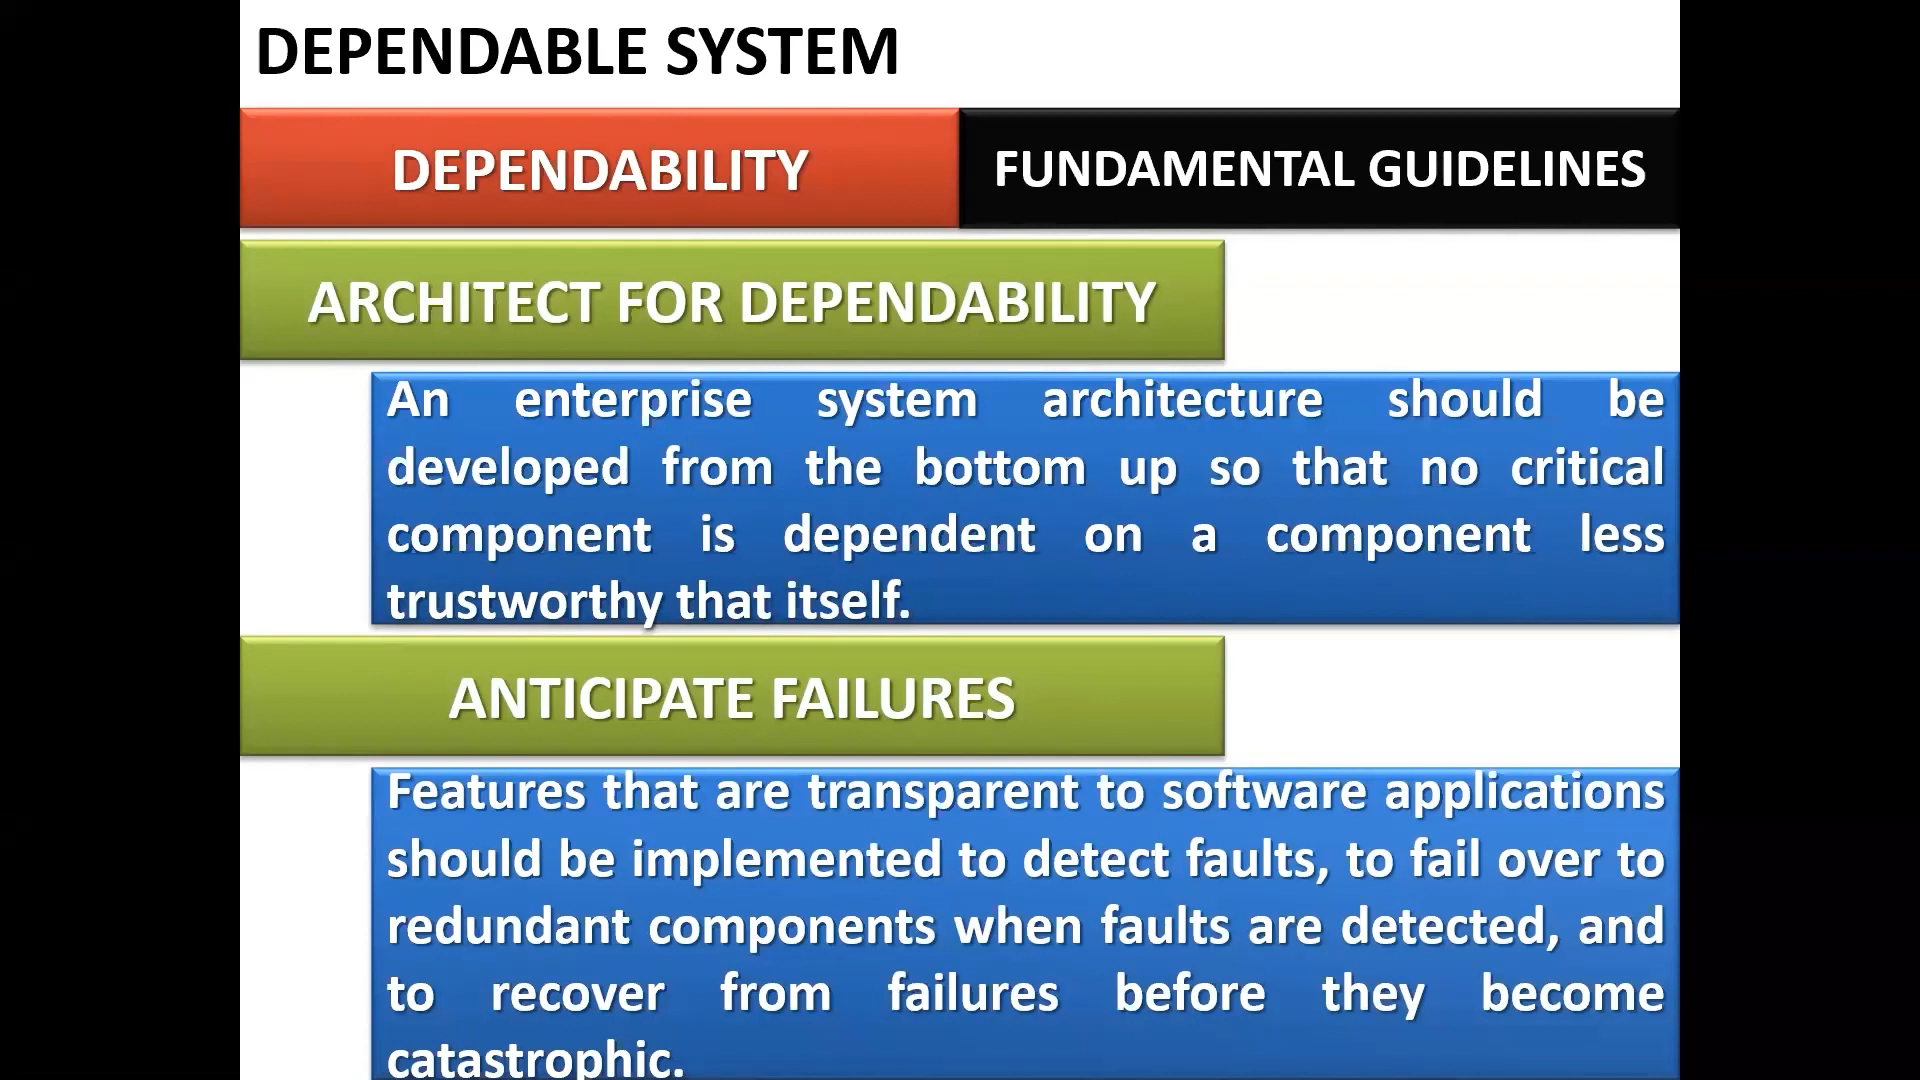 DEPENDABLE SYSTEM
DEPENDABILITY
FUNDAMENTAL GUIDELINES
ARCHITECT FOR DEPENDABILITY
An enterprise system architecture should be
developed from the bottom up so that no critical
component is dependent on a component less
trustworthy that itself.
ANTICIPATE FAILURES
Features that are transparent to software applications
should be implemented to detect faults, to fail over to
redundant components when faults are detected, and
to recover from failures before they become
catastrophic.